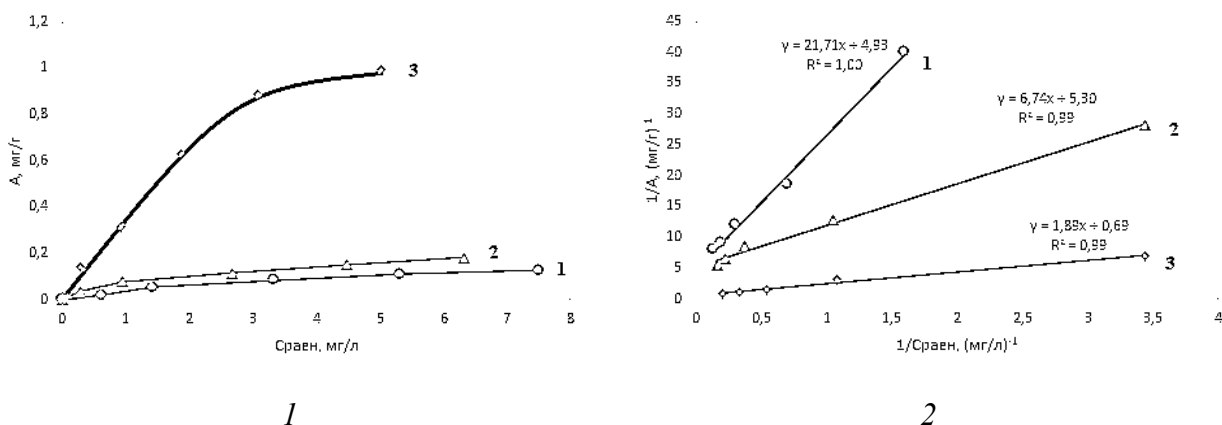 1,2
1
0,8
0,6
0,4
0,2
0
A, мг/г
0 1 2 3 4 5 6 7 8
Cравн, мг/л
3
2
1
1
45
40
35
30
25
20
15
10
5
0
1/A, (мг/г)-1
0 0,5 1 1,5 2 2,5 3 3,5 4
1/Cравн, (мг/л)-1
y = 21,71x + 4,93
R² = 1,00
1
y = 6,74x + 5,30
R² = 0,99
2
y = 1,89x + 0,69
R² = 0,99
3
2